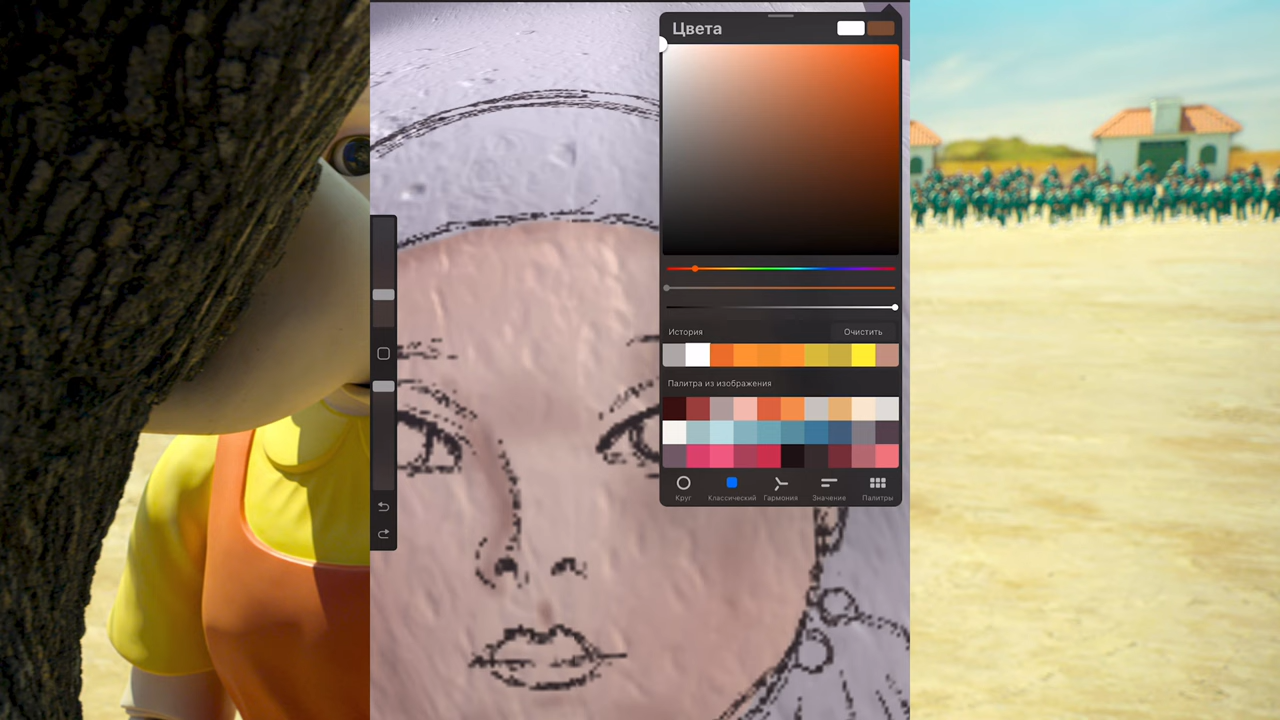 Цвета
История
Очистить
Палитра из изображения
Круг
Классический
Гармония
Значение
Палитры